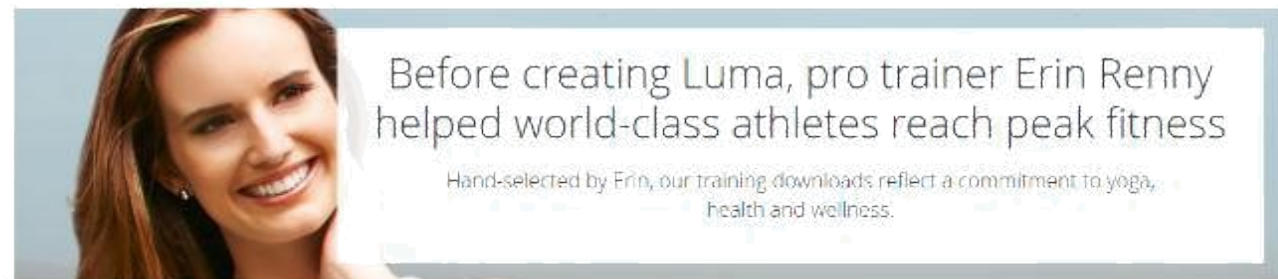 Before creating Luma, pro trainer Erin Renny
helped world-class athletes reach peak fitness
Hand-selected by Erin, our training downloads reflect a commitment to yoga,
health and wellness.